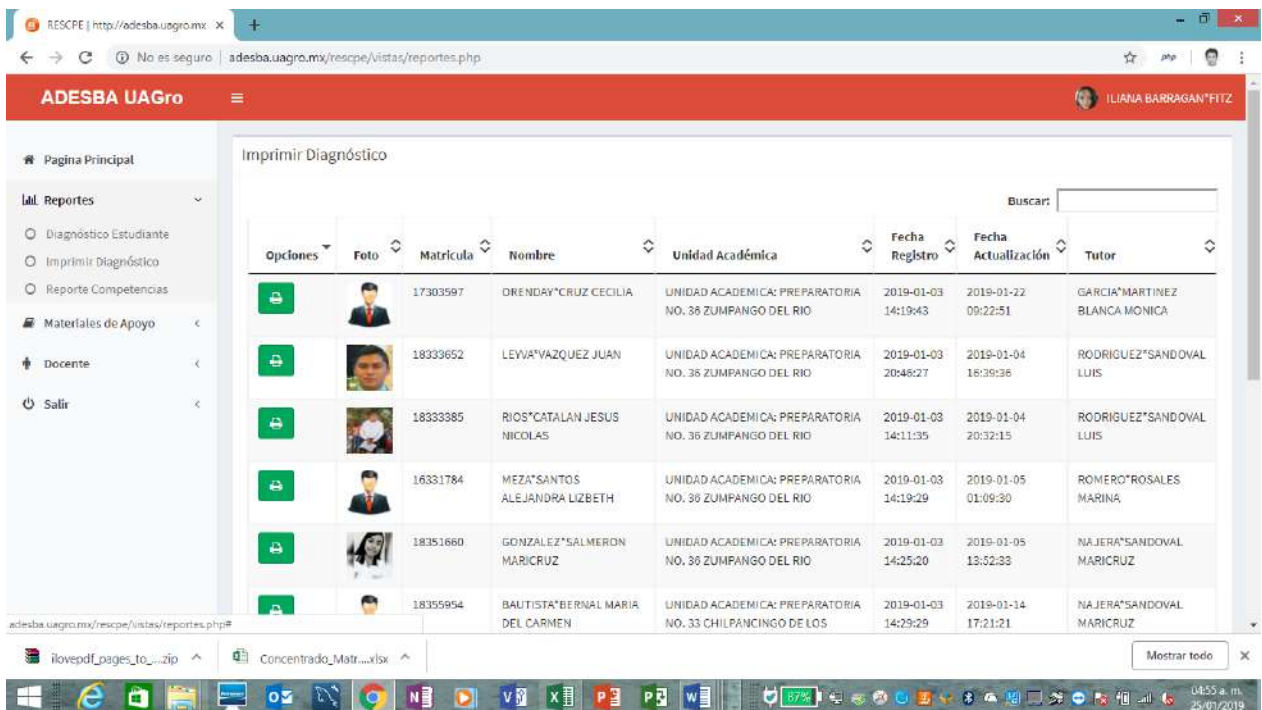 RESCPE | http://adesba.uagro.mx
No es seguro | adesba.uagro.mx/rescpe/vistas/reportes.php
php
ADESBA UAGro
ILIANA BARRAGAN*FITZ
Pagina Principal
Reportes
Diagnóstico Estudiante
Imprimir Diagnóstico
Reporte Competencias
Materiales de Apoyo
Docente
Salir
Imprimir Diagnóstico
Buscar:
Opciones Foto Matricula Nombre Unidad Académica Fecha Registro Fecha Actualización Tutor
17303597 ORENDAY*CRUZ CECILIA UNIDAD ACADEMICA: PREPARATORIA 2019-01-03 2019-01-22 GARCIA*MARTINEZ
NO. 36 ZUMPANGO DEL RIO 14:19:43 09:22:51 BLANCA MONICA
18333652 LEYVA*VAZQUEZ JUAN UNIDAD ACADEMICA: PREPARATORIA 2019-01-03 2019-01-04 RODRIGUEZ*SANDOVAL
NO. 36 ZUMPANGO DEL RIO 20:46:27 16:39:36 LUIS
18333385 RIOS*CATALAN JESUS UNIDAD ACADEMICA: PREPARATORIA 2019-01-03 2019-01-04 RODRIGUEZ*SANDOVAL
NICOLAS NO. 36 ZUMPANGO DEL RIO 14:11:35 20:32:15 LUIS
16331784 MEZA*SANTOS UNIDAD ACADEMICA: PREPARATORIA 2019-01-03 2019-01-05 ROMERO*ROSALES
ALEJANDRA LIZBETH NO. 36 ZUMPANGO DEL RIO 14:19:29 01:09:30 MARINA
18351660 GONZALEZ*SALMERON UNIDAD ACADEMICA: PREPARATORIA 2019-01-03 2019-01-05 NAJERA*SANDOVAL
MARICRUZ NO. 36 ZUMPANGO DEL RIO 14:25:20 13:52:33 MARICRUZ
18355954 BAUTISTA*BERNAL MARIA UNIDAD ACADEMICA: PREPARATORIA 2019-01-03 2019-01-14 NAJERA*SANDOVAL
DEL CARMEN NO. 33 CHILPANCINGO DE LOS 14:29:29 17:21:21 MARICRUZ
adesba.uagro.mx/rescpe/vistas/reportes.php#
ilovepdf_pages_to_....zip
Concentrado_Matr....xlsx
Mostrar todo
87%
04:55 a. m.
25/01/2019